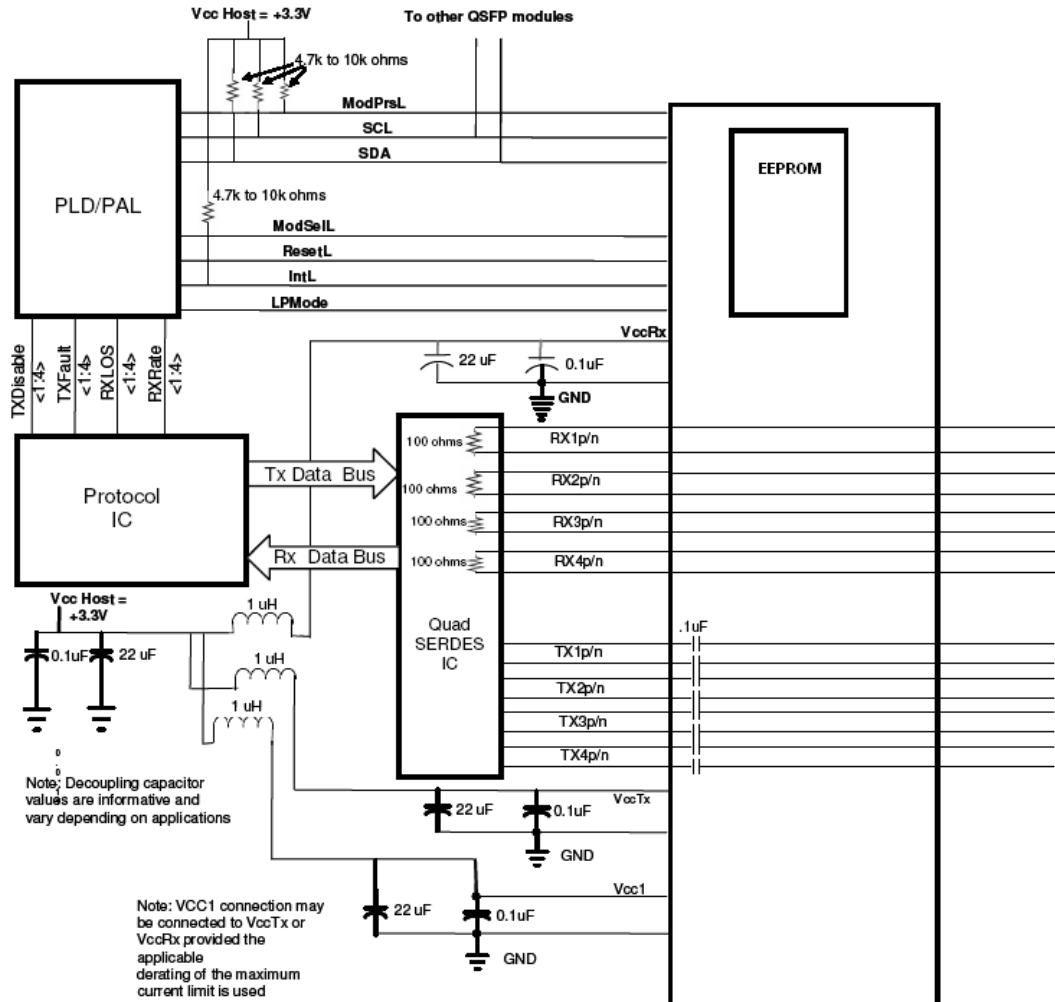 Vcc Host = +3.3V
To other QSFP modules
4.7k to 10k ohms
ModPrsL
SCL
SDA
EEPROM
PLD/PAL
4.7k to 10k ohms
ModSelL
ResetL
IntL
LPMode
VccRx
22 uF
0.1uF
GND
TXDisable
<1:4>
TXFault
<1:4>
RXLOS
<1:4>
RXRate
<1:4>
100 ohms
RX1p/n
Tx Data Bus
100 ohms
RX2p/n
Protocol
IC
100 ohms
RX3p/n
Rx Data Bus
100 ohms
RX4p/n
Vcc Host =
+3.3V
1 uH
Quad
SERDES
IC
.1uF
0.1uF
22 uF
1 uH
TX1p/n
TX2p/n
1 uH
TX3p/n
TX4p/n
Note: Decoupling capacitor
values are informative and
vary depending on applications
VccTx
22 uF
0.1uF
GND
Vcc1
Note: VCC1 connection may
be connected to VccTx or
VccRx provided the
applicable
derating of the maximum
current limit is used
22 uF
0.1uF
GND